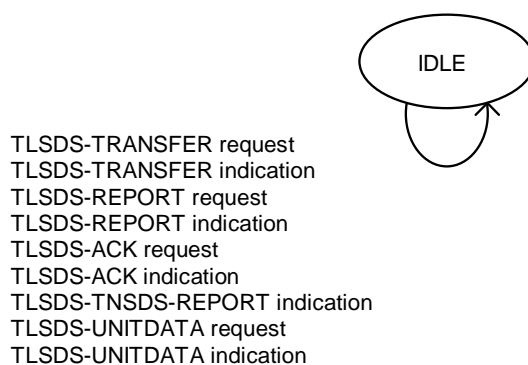 IDLE
TLSDS-TRANSFER request
TLSDS-TRANSFER indication
TLSDS-REPORT request
TLSDS-REPORT indication
TLSDS-ACK request
TLSDS-ACK indication
TLSDS-TNSDS-REPORT indication
TLSDS-UNITDATA request
TLSDS-UNITDATA indication